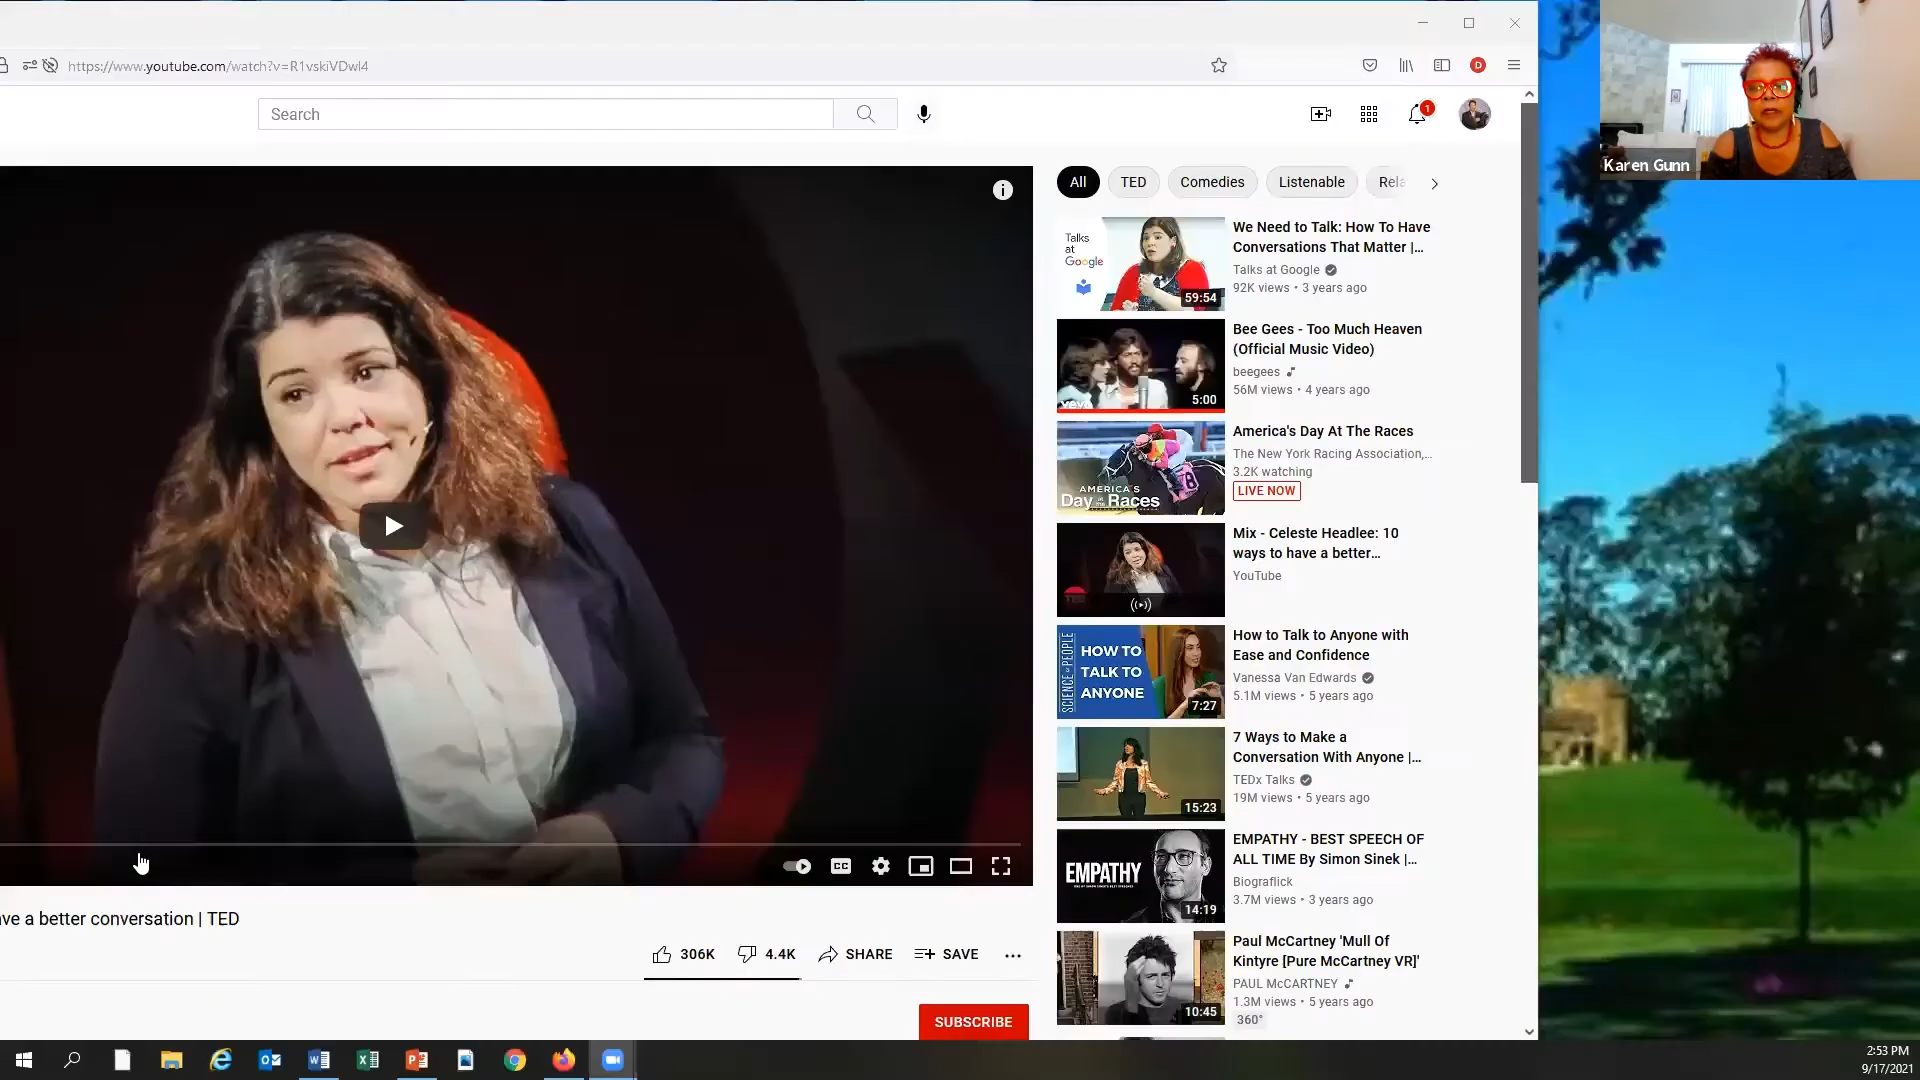 https://www.youtube.com/watch?v=R1vskiVDwl4
D
Search
1
Karen Gunn
All
TED
Comedies
Listenable
Rela
Talks
at
Google
59:54
We Need to Talk: How To Have
Conversations That Matter |...
Talks at Google
92K views • 3 years ago
vevo
5:00
Bee Gees - Too Much Heaven
(Official Music Video)
beegees
56M views • 4 years ago
AMERICA'S
Day at the Races
America's Day At The Races
The New York Racing Association,...
3.2K watching
LIVE NOW
Mix - Celeste Headlee: 10
ways to have a better...
YouTube
SCIENCE of PEOPLE
HOW TO
TALK TO
ANYONE
7:27
How to Talk to Anyone with
Ease and Confidence
Vanessa Van Edwards
5.1M views • 5 years ago
15:23
7 Ways to Make a
Conversation With Anyone |...
TEDx Talks
19M views • 5 years ago
EMPATHY
14:19
EMPATHY - BEST SPEECH OF
ALL TIME By Simon Sinek |...
Biograflick
3.7M views • 3 years ago
10:45
Paul McCartney 'Mull Of
Kintyre [Pure McCartney VR]'
PAUL McCARTNEY
1.3M views • 5 years ago
360°
CC
ve a better conversation | TED
306K
4.4K
SHARE
SAVE
SUBSCRIBE
2:53 PM
9/17/2021